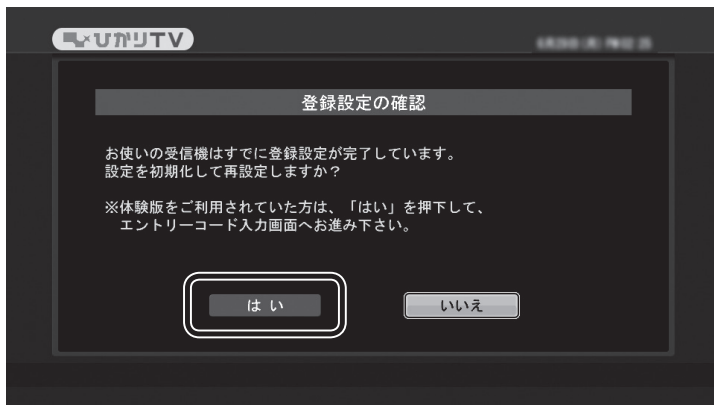 ひかりTV
登録設定の確認
お使いの受信機はすでに登録設定が完了しています。
設定を初期化して再設定しますか？
※体験版をご利用されていた方は、「はい」を押下して、
エントリーコード入力画面へお進み下さい。
はい
いいえ